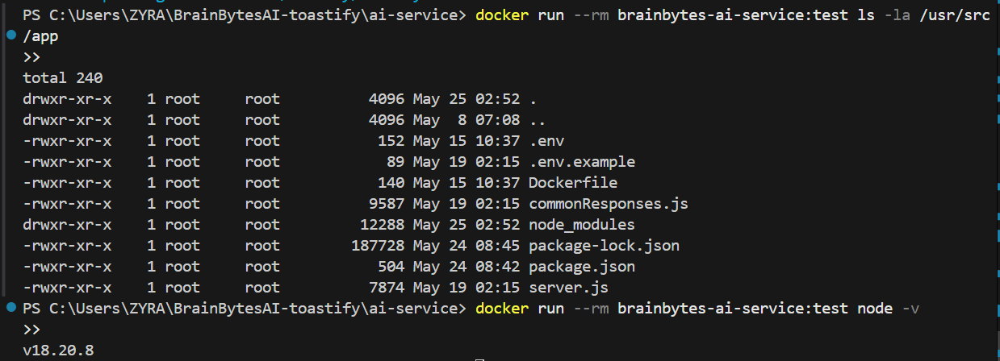 PS C:\Users\ZYRA\BrainBytesAI-toastify\ai-service> docker run --rm brainbytes-ai-service:test ls -la /usr/src
/app
>>
total 240
drwxr-xr-x    1 root     root          4096 May 25 02:52 .
drwxr-xr-x    1 root     root          4096 May  8 07:08 ..
-rwxr-xr-x    1 root     root           152 May 15 10:37 .env
-rwxr-xr-x    1 root     root            89 May 19 02:15 .env.example
-rwxr-xr-x    1 root     root           140 May 15 10:37 Dockerfile
-rwxr-xr-x    1 root     root          9587 May 19 02:15 commonResponses.js
drwxr-xr-x    1 root     root         12288 May 25 02:52 node_modules
-rwxr-xr-x    1 root     root        187728 May 24 08:45 package-lock.json
-rwxr-xr-x    1 root     root           504 May 24 08:42 package.json
-rwxr-xr-x    1 root     root          7874 May 19 02:15 server.js
PS C:\Users\ZYRA\BrainBytesAI-toastify\ai-service> docker run --rm brainbytes-ai-service:test node -v
>>
v18.20.8